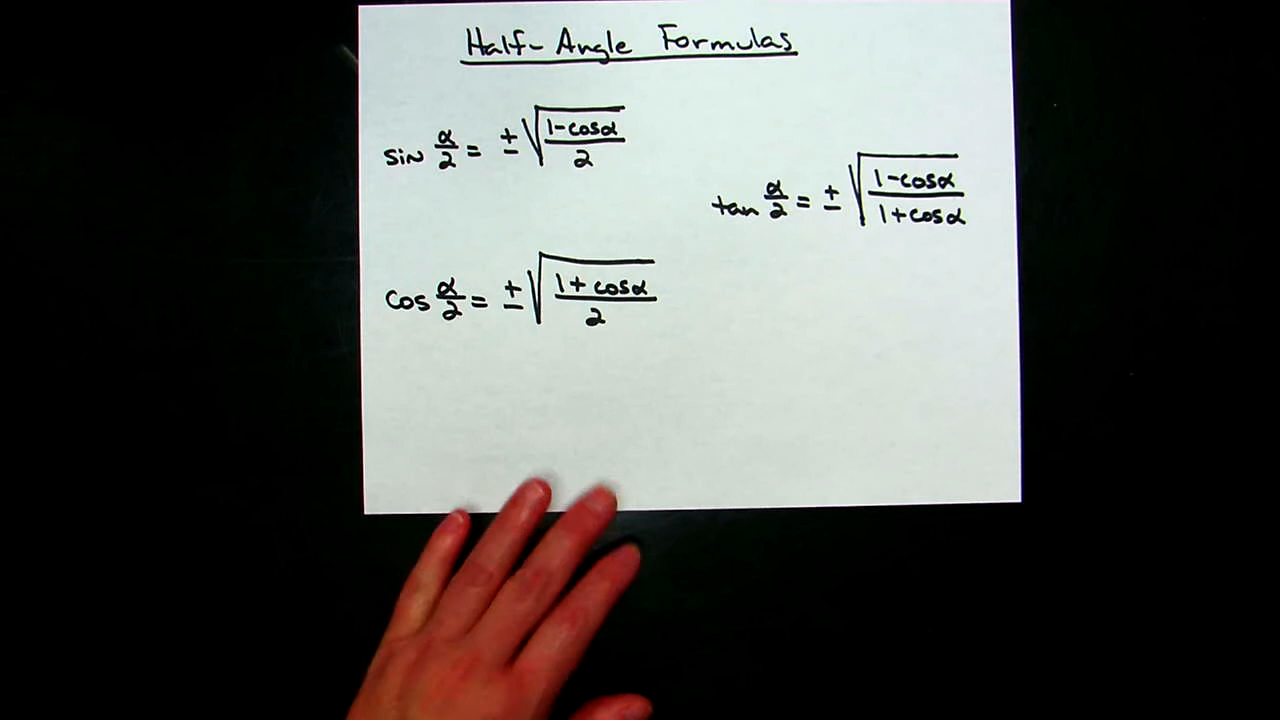 Half-Angle Formulas
sin α/2 = ± √((1-cosα)/2)
tan α/2 = ± √((1-cosα)/(1+cosα))
cos α/2 = ± √((1+cosα)/2)